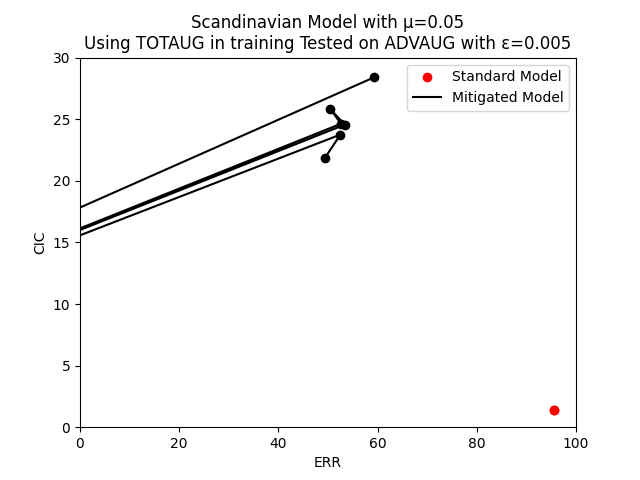 Scandinavian Model with μ=0.05
Using TOTAUG in training Tested on ADVAUG with ε=0.005
Standard Model
Mitigated Model
30
25
20
15
10
5
0
CIC
0 20 40 60 80 100
ERR